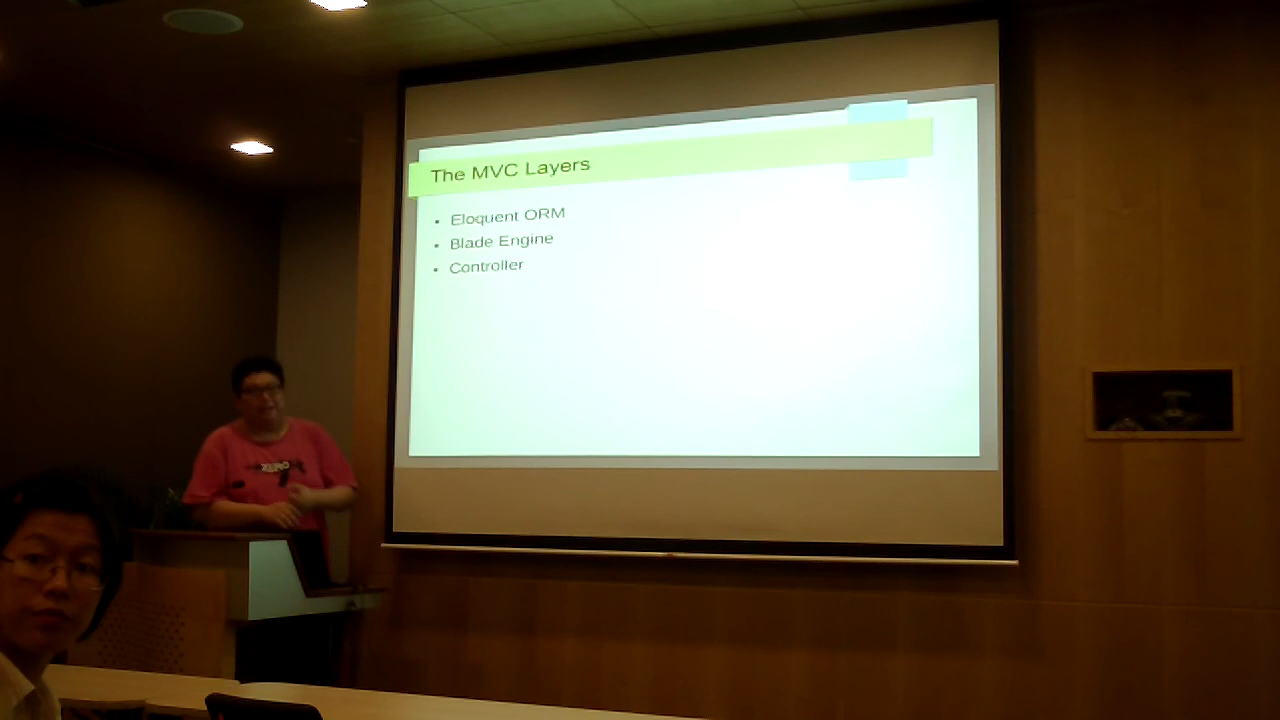 The MVC Layers
• Eloquent ORM
• Blade Engine
• Controller